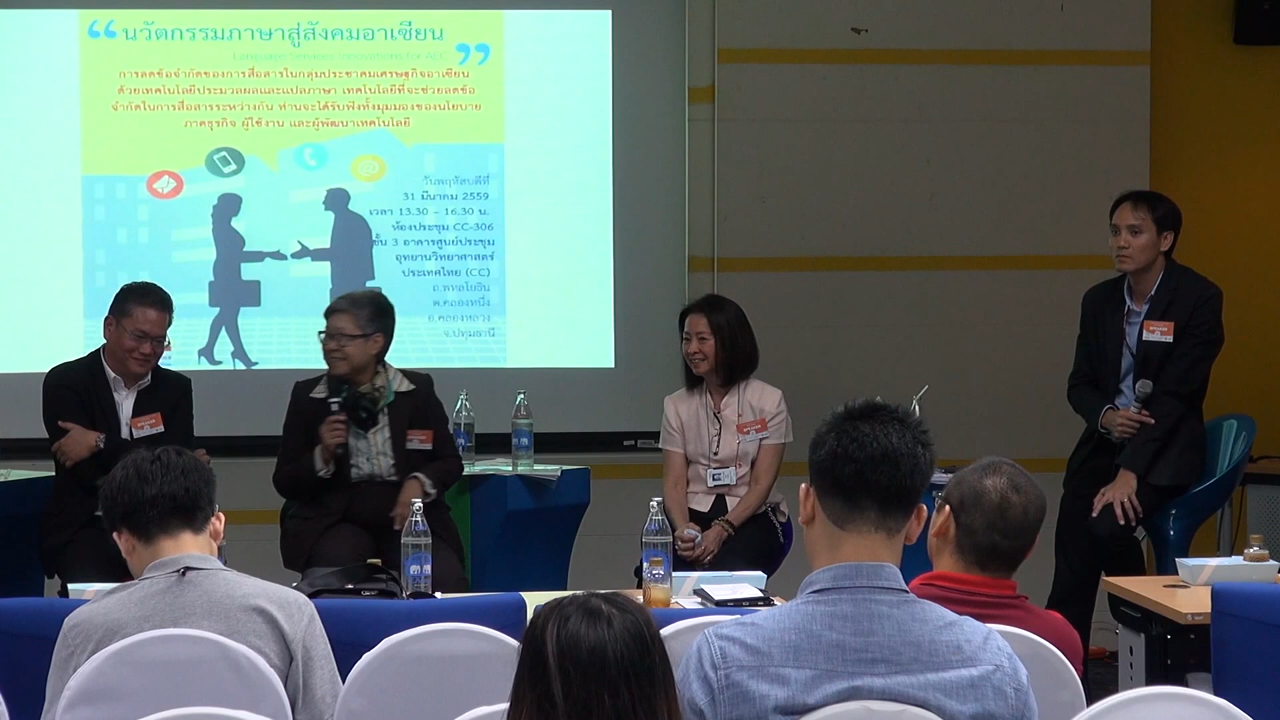 “ นวัตกรรมภาษาสู่สังคมอาเซียน
Language Services Innovations for AEC ”
การลดข้อจำกัดของการสื่อสารในกลุ่มประชาคมเศรษฐกิจอาเซียน
ด้วยเทคโนโลยีประมวลผลและแปลภาษา เทคโนโลยีที่จะช่วยลดข้อ
จำกัดในการสื่อสารระหว่างกัน ท่านจะได้รับฟังทั้งมุมมองของนโยบาย
ภาคธุรกิจ ผู้ใช้งาน และผู้พัฒนาเทคโนโลยี
วันพฤหัสบดีที่
31 มีนาคม 2559
เวลา 13.30 - 16.30 น.
ห้องประชุม CC-306
ชั้น 3 อาคารศูนย์ประชุม
อุทยานวิทยาศาสตร์
ประเทศไทย (CC)
ถ.พหลโยธิน
ต.คลองหนึ่ง
อ.คลองหลวง
จ.ปทุมธานี